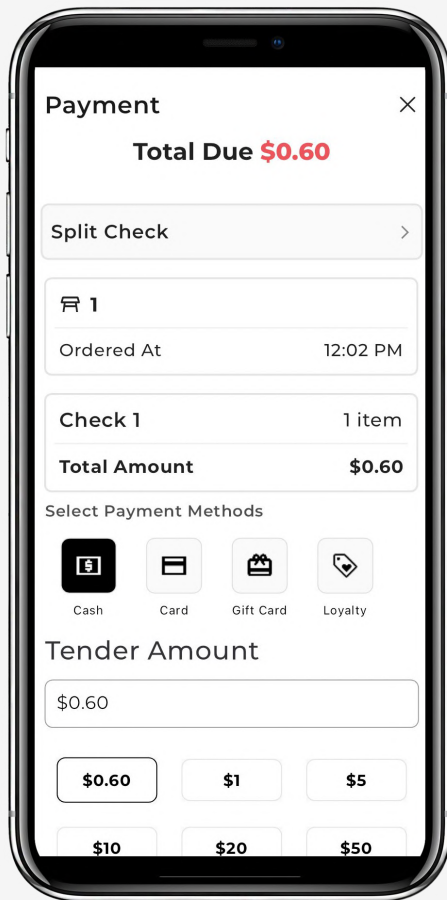 Payment
Total Due $0.60
Split Check
1
Ordered At 12:02 PM
Check 1 1 item
Total Amount $0.60
Select Payment Methods
Cash Card Gift Card Loyalty
Tender Amount
$0.60
$0.60 $1 $5
$10 $20 $50